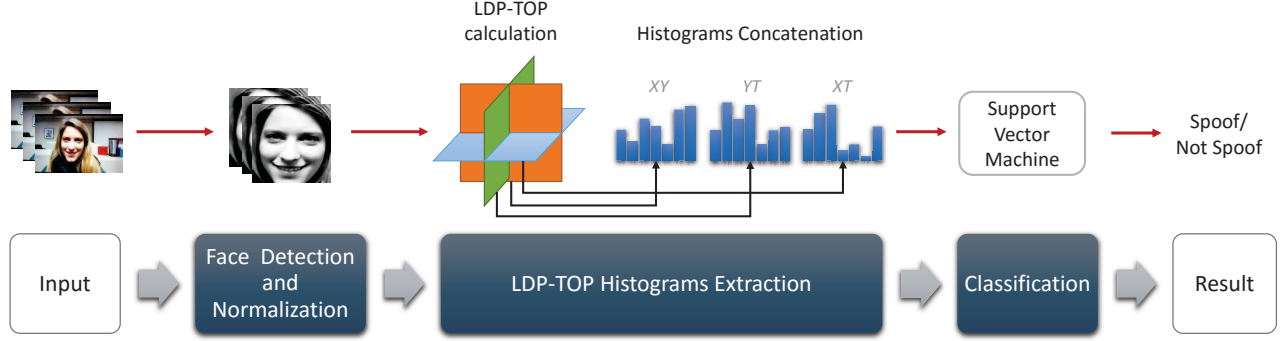 LDP-TOP
calculation
Histograms Concatenation
XY
YT
XT
Support
Vector
Machine
Spoof/
Not Spoof
Input
Face Detection
and
Normalization
LDP-TOP Histograms Extraction
Classification
Result